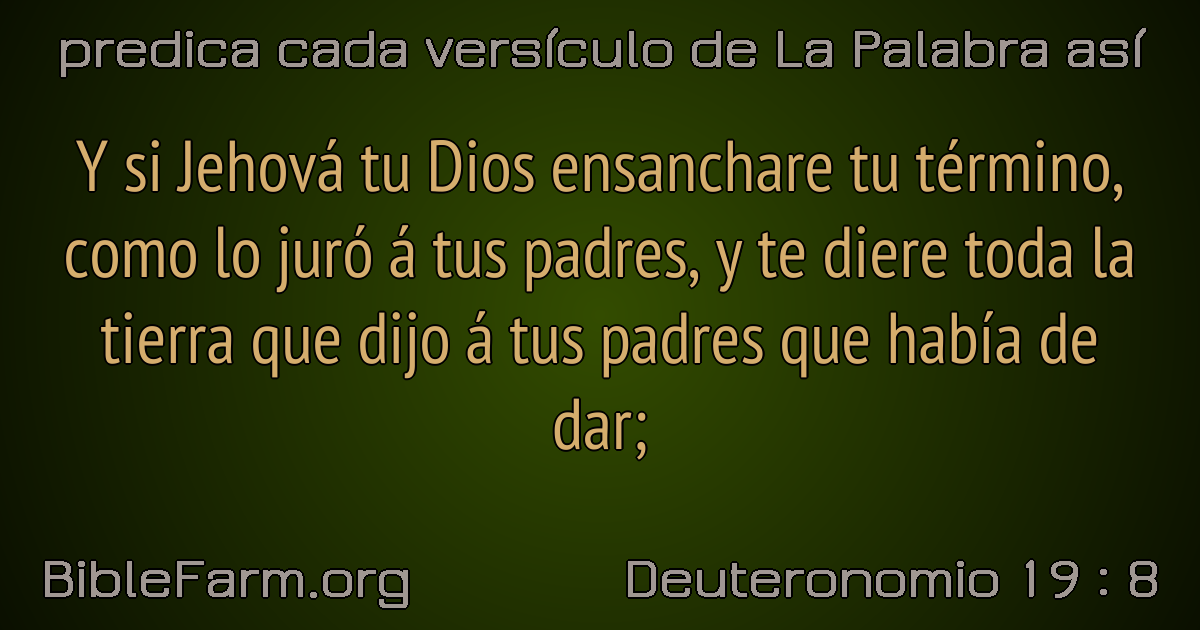 predica cada versículo de La Palabra así
Y si Jehová tu Dios ensanchare tu término,
como lo juró á tus padres, y te diere toda la
tierra que dijo á tus padres que había de
dar;
BibleFarm.org
Deuteronomio 19 : 8